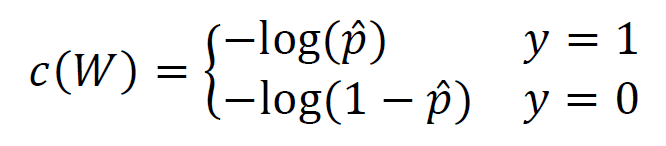 c(W) = { −log(p̂) y = 1
−log(1 − p̂) y = 0